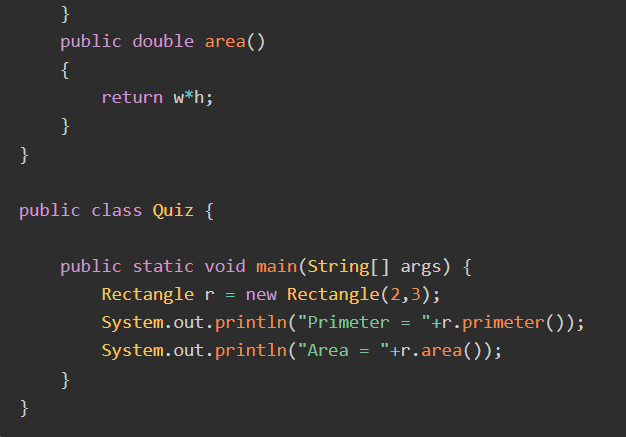 }
    public double area()
    {
        return w*h;
    }
}

public class Quiz {

    public static void main(String[] args) {
        Rectangle r = new Rectangle(2,3);
        System.out.println("Primeter = "+r.primeter());
        System.out.println("Area = "+r.area());
    }
}